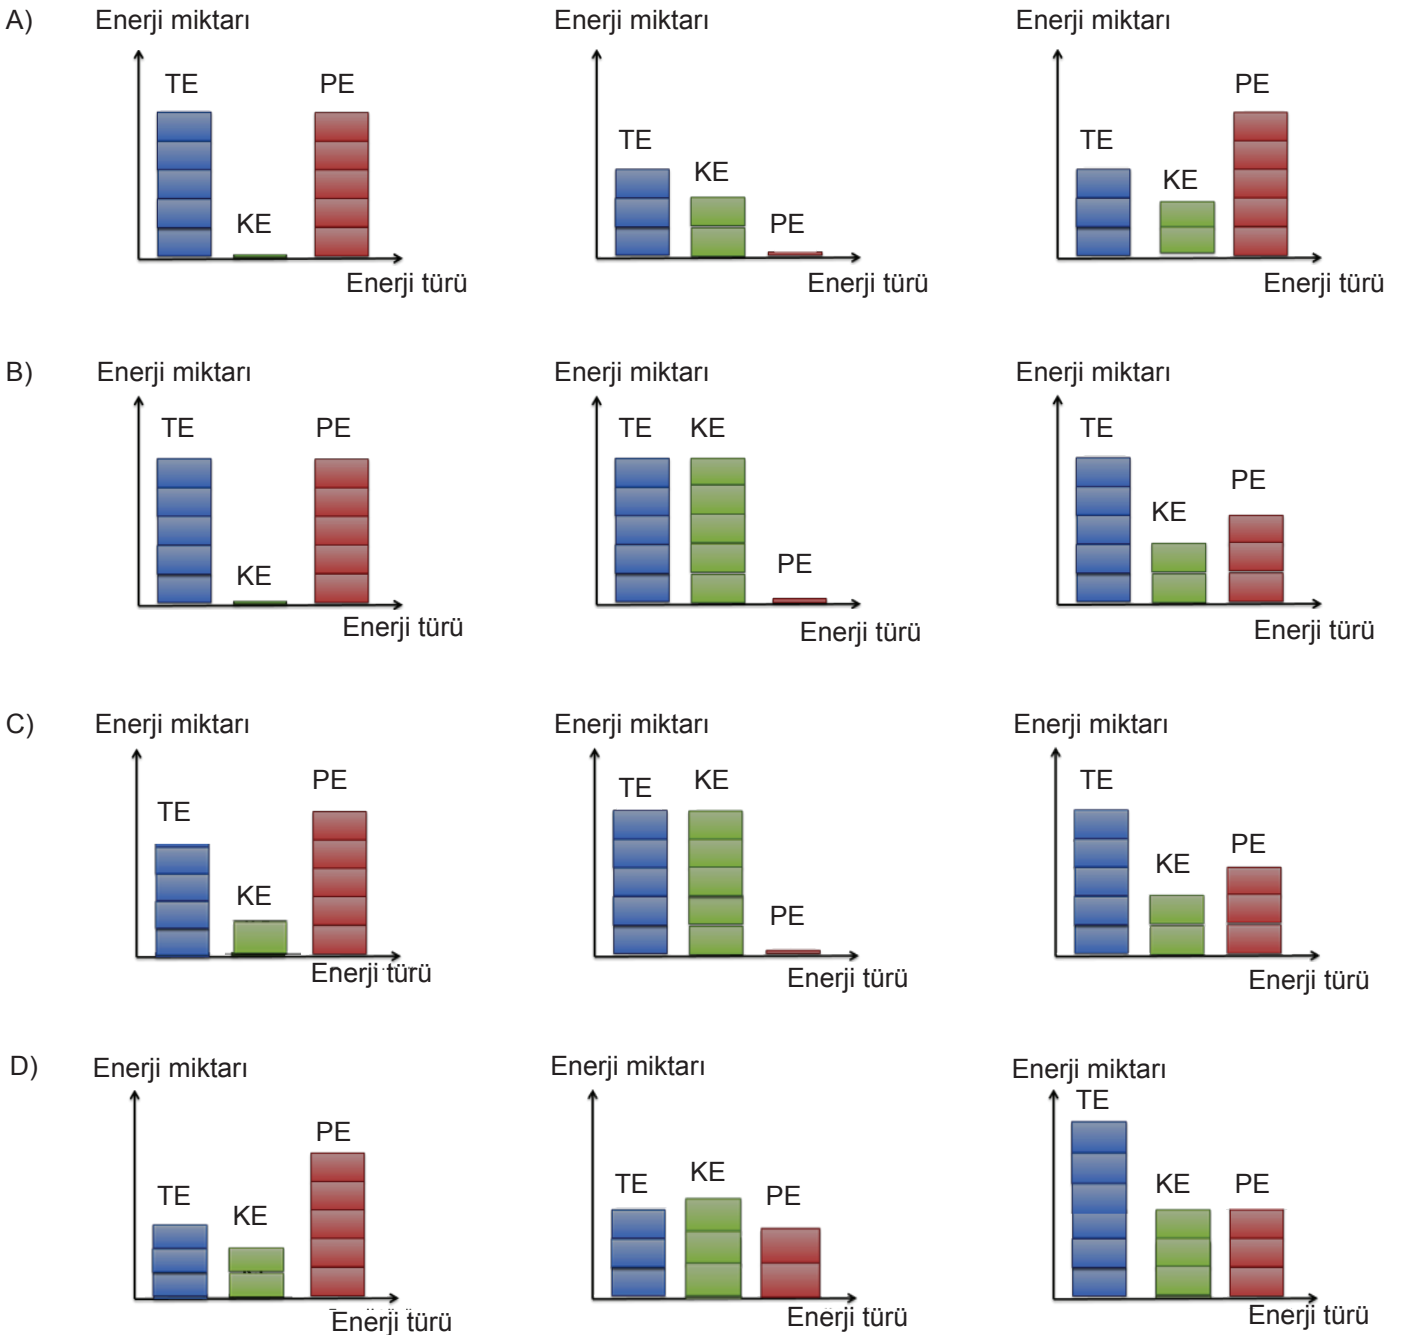 A) Enerji miktarı Enerji miktarı Enerji miktarı
TE PE PE
TE TE
KE KE
KE PE
Enerji türü Enerji türü Enerji türü
B) Enerji miktarı Enerji miktarı Enerji miktarı
TE PE TE KE TE
PE
KE
KE PE
Enerji türü Enerji türü Enerji türü
C) Enerji miktarı Enerji miktarı Enerji miktarı
PE TE KE TE
TE
KE PE
KE PE
Enerji türü Enerji türü Enerji türü
D) Enerji miktarı Enerji miktarı Enerji miktarı
TE
PE
TE KE TE KE PE KE PE
Enerji türü Enerji türü Enerji türü